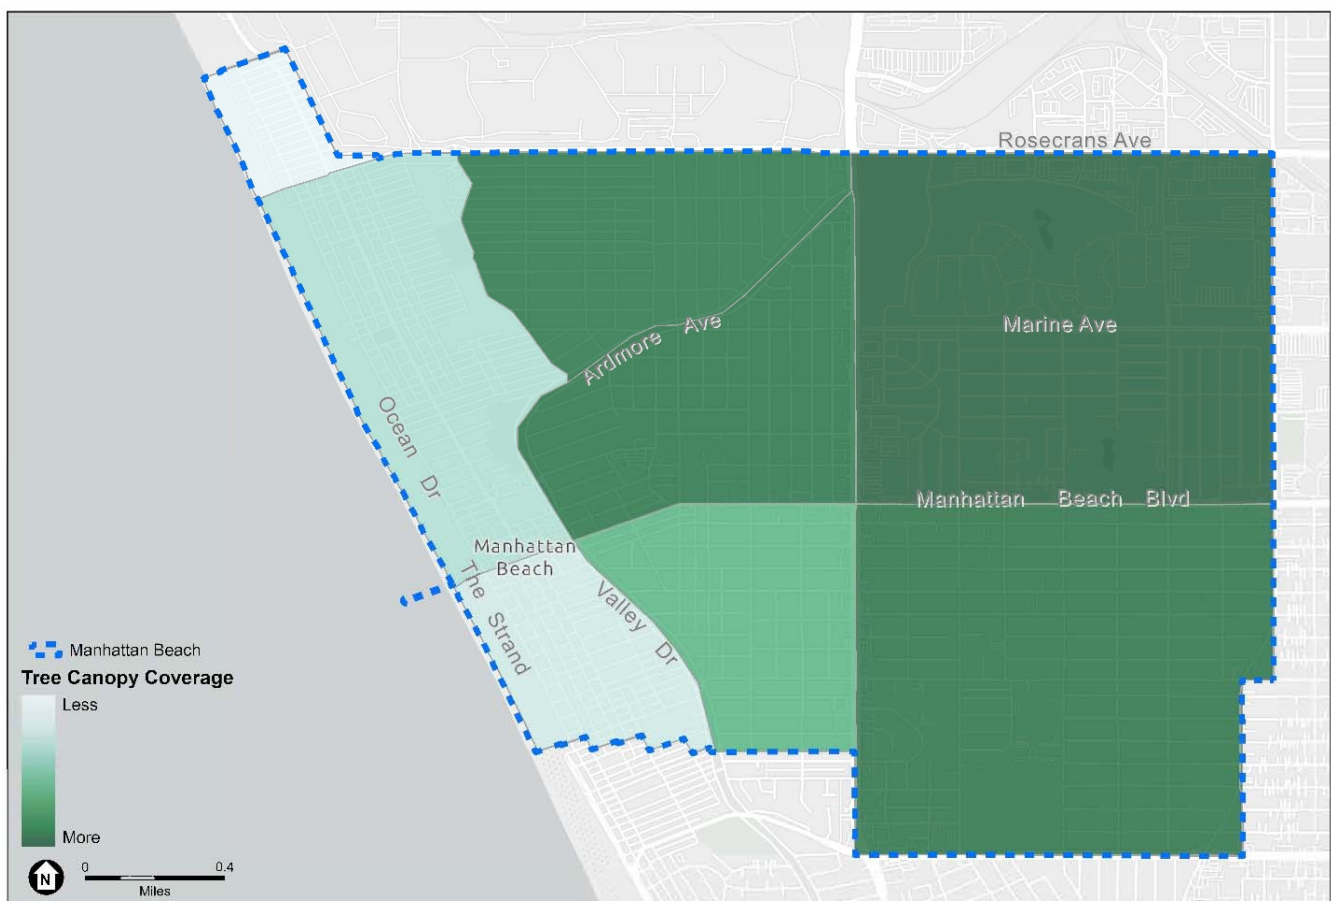 Rosecrans Ave
Marine Ave
Ardmore Ave
Ocean Dr
Manhattan Beach Blvd
Manhattan
Beach
The Strand
Valley Dr
Manhattan Beach
Tree Canopy Coverage
Less
More
N
0 0.4
Miles